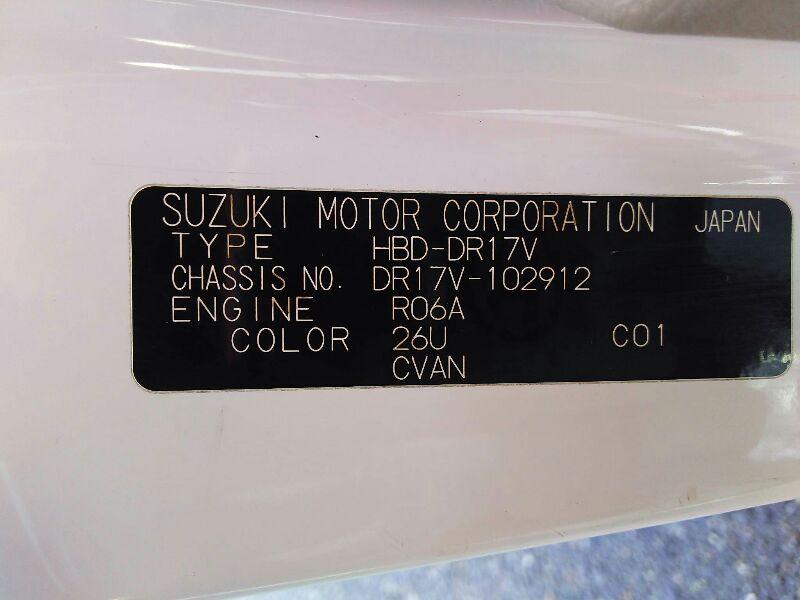 SUZUKI MOTOR CORPORATION JAPAN
TYPE HBD-DR17V
CHASSIS NO. DR17V-102912
ENGINE R06A
COLOR 26U C01
CVAN